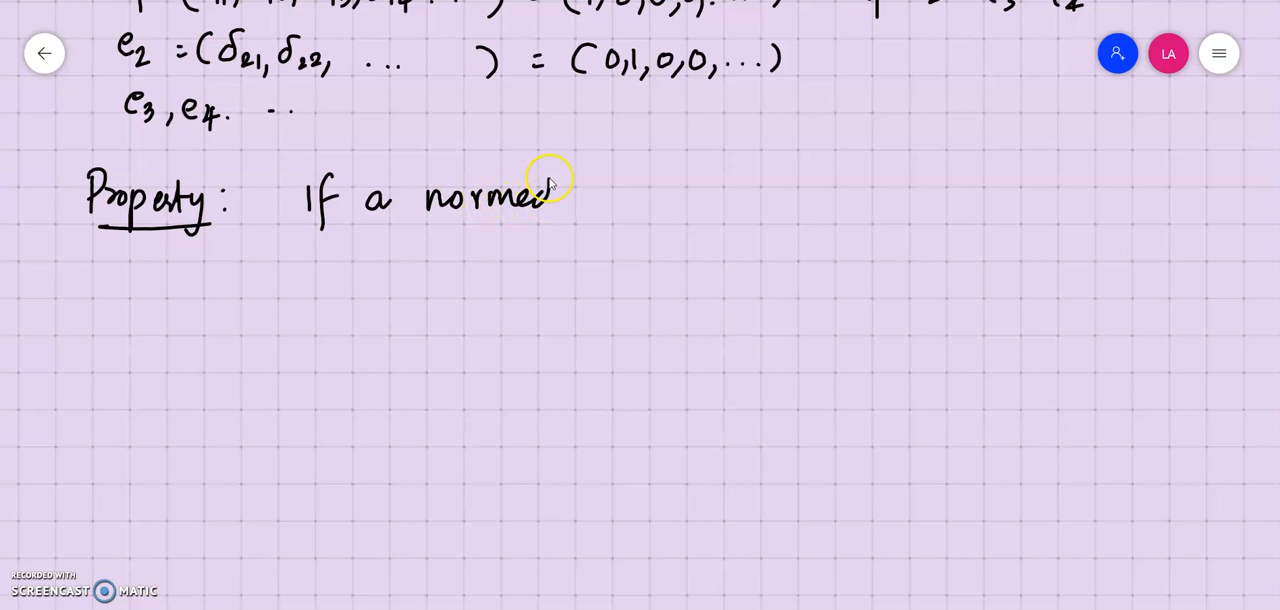 e2 = (δ21, δ22, ... ) = (0,1,0,0,...)
LA
e3, e4. ..
Property: If a normed
RECORDED WITH
SCREENCAST MATIC